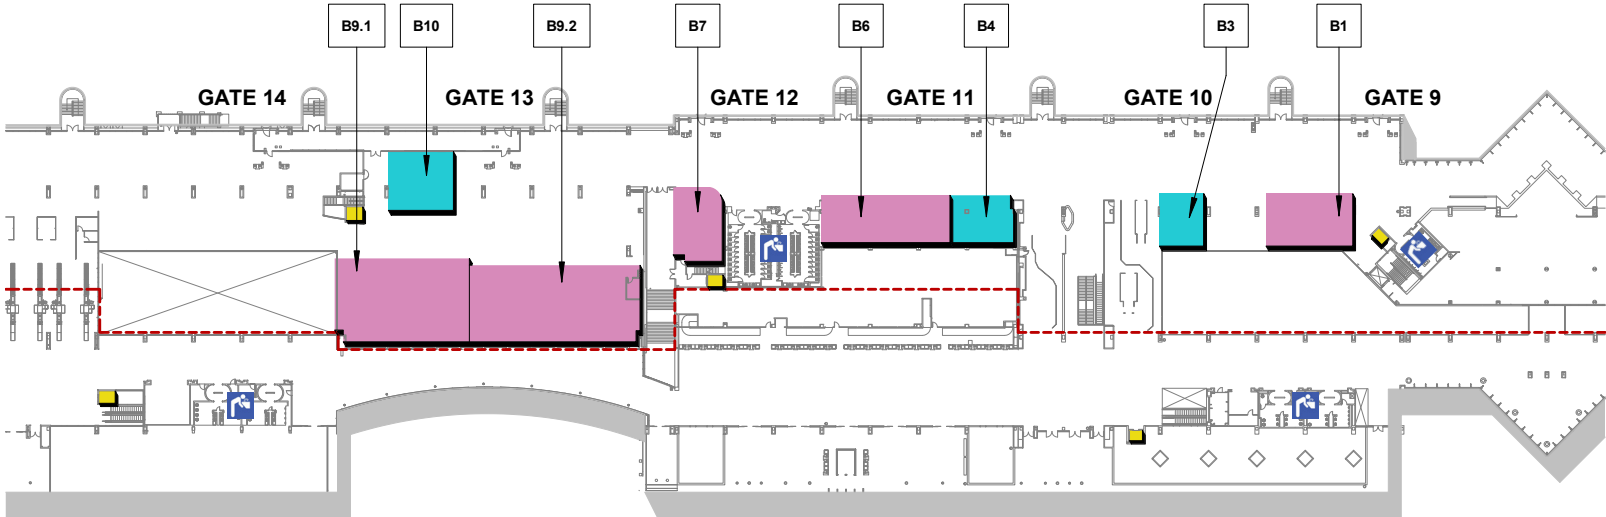 B9.1
B10
B9.2
B7
B6
B4
B3
B1
GATE 14
GATE 13
GATE 12
GATE 11
GATE 10
GATE 9